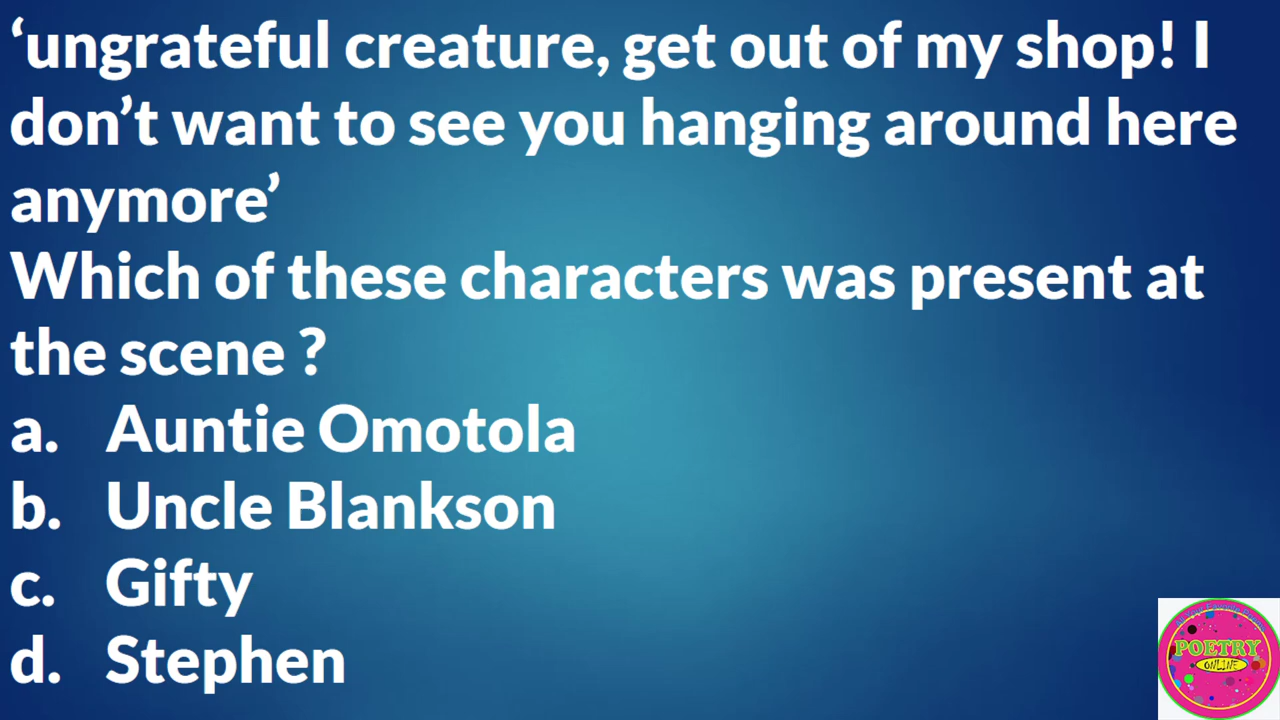 ‘ungrateful creature, get out of my shop! I
don’t want to see you hanging around here
anymore’
Which of these characters was present at
the scene ?
a. Auntie Omotola
b. Uncle Blankson
c. Gifty
d. Stephen
POETRY
ONLINE